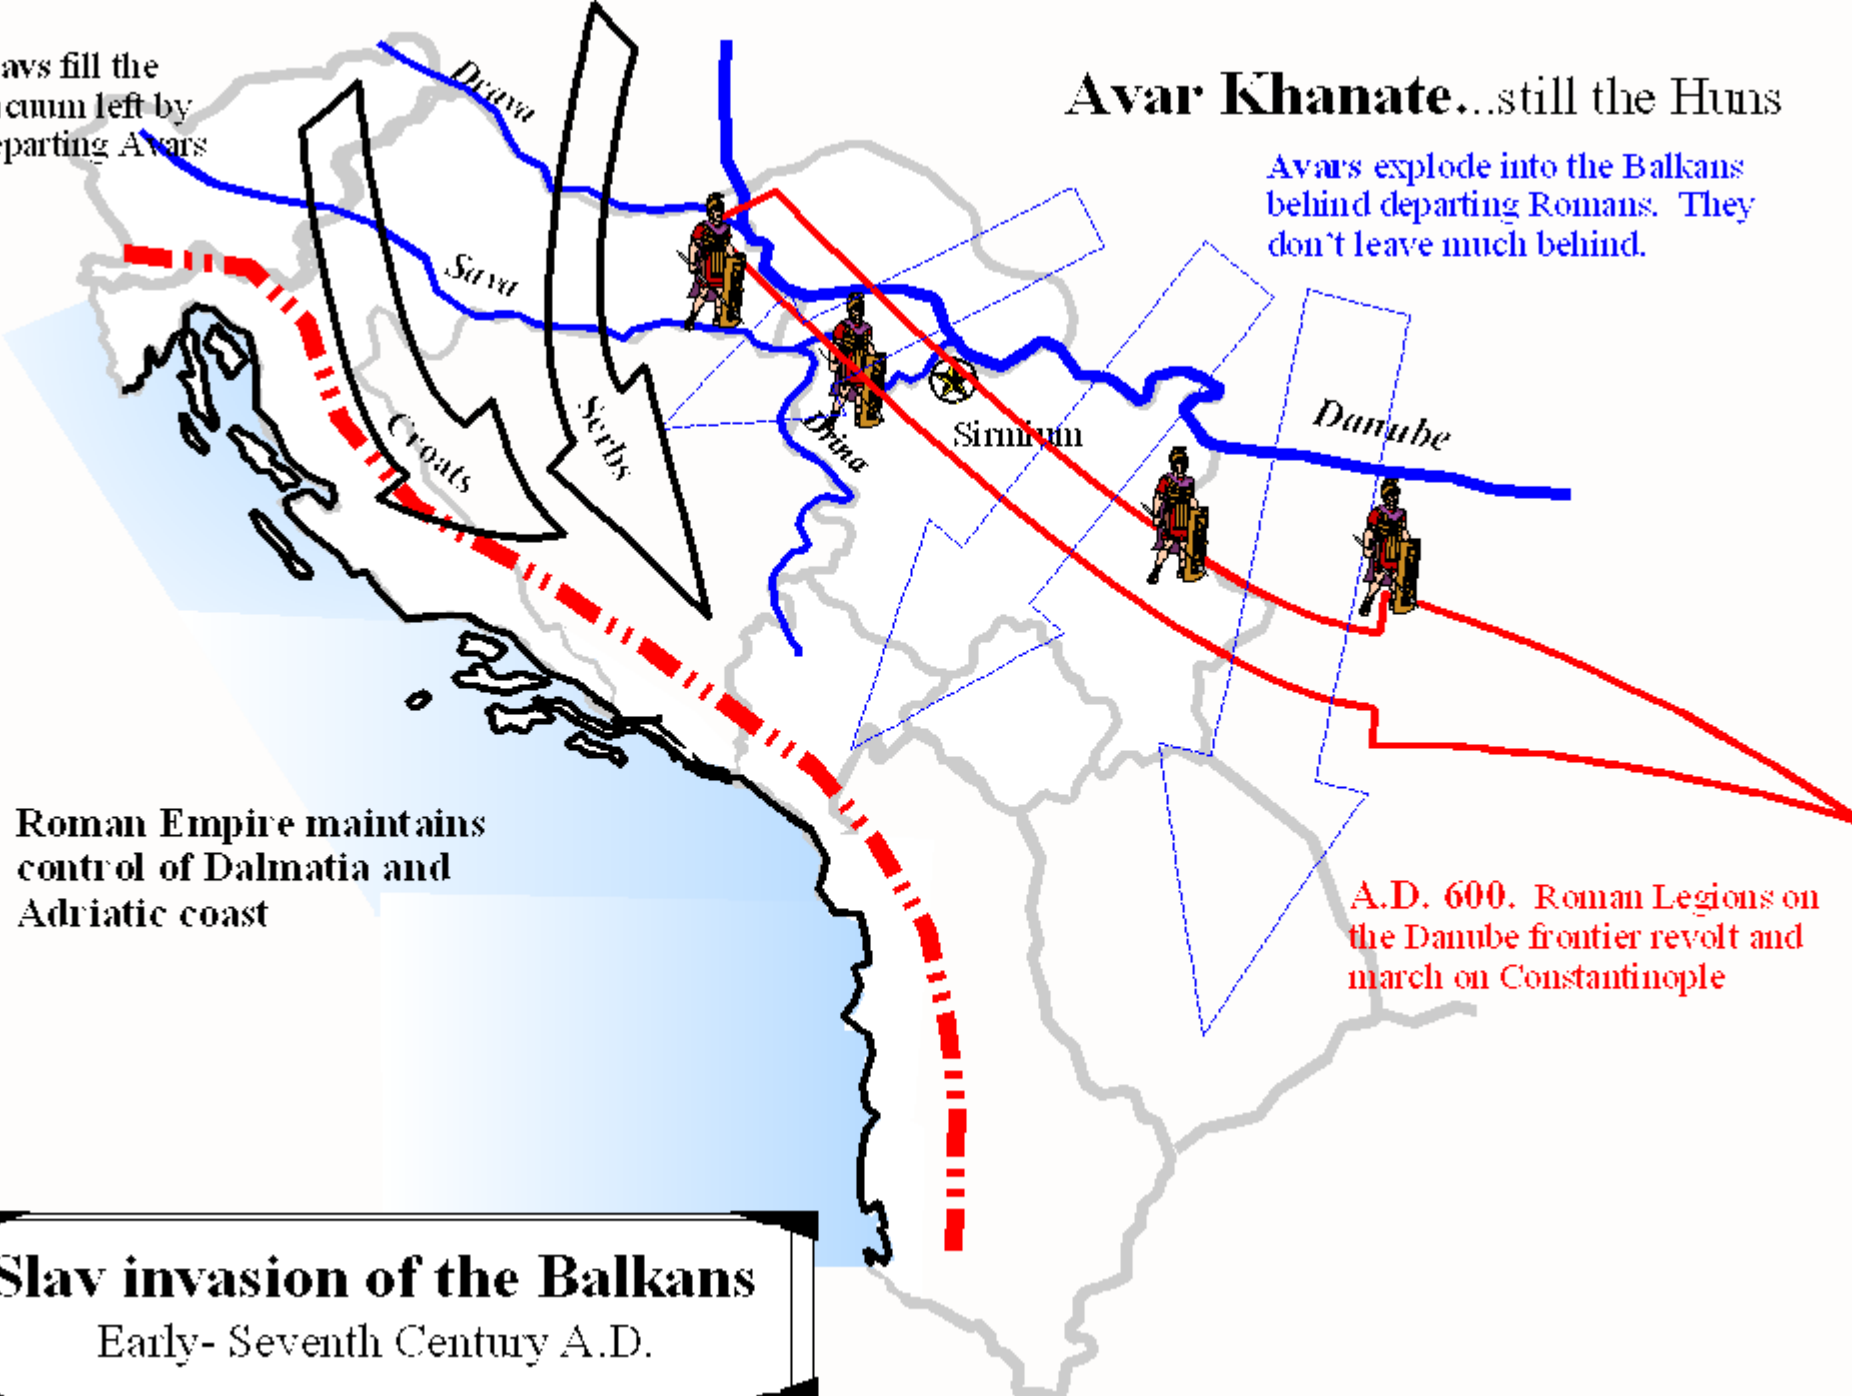 avs fill the
cuum left by
parting Avars
Drava
Avar Khanate...still the Huns
Avars explode into the Balkans
behind departing Romans. They
don't leave much behind.
Sava
Croats
Serbs
Drina
Sirmium
Danube
Roman Empire maintains
control of Dalmatia and
Adriatic coast
A.D. 600. Roman Legions on
the Danube frontier revolt and
march on Constantinople
Slav invasion of the Balkans
Early- Seventh Century A.D.